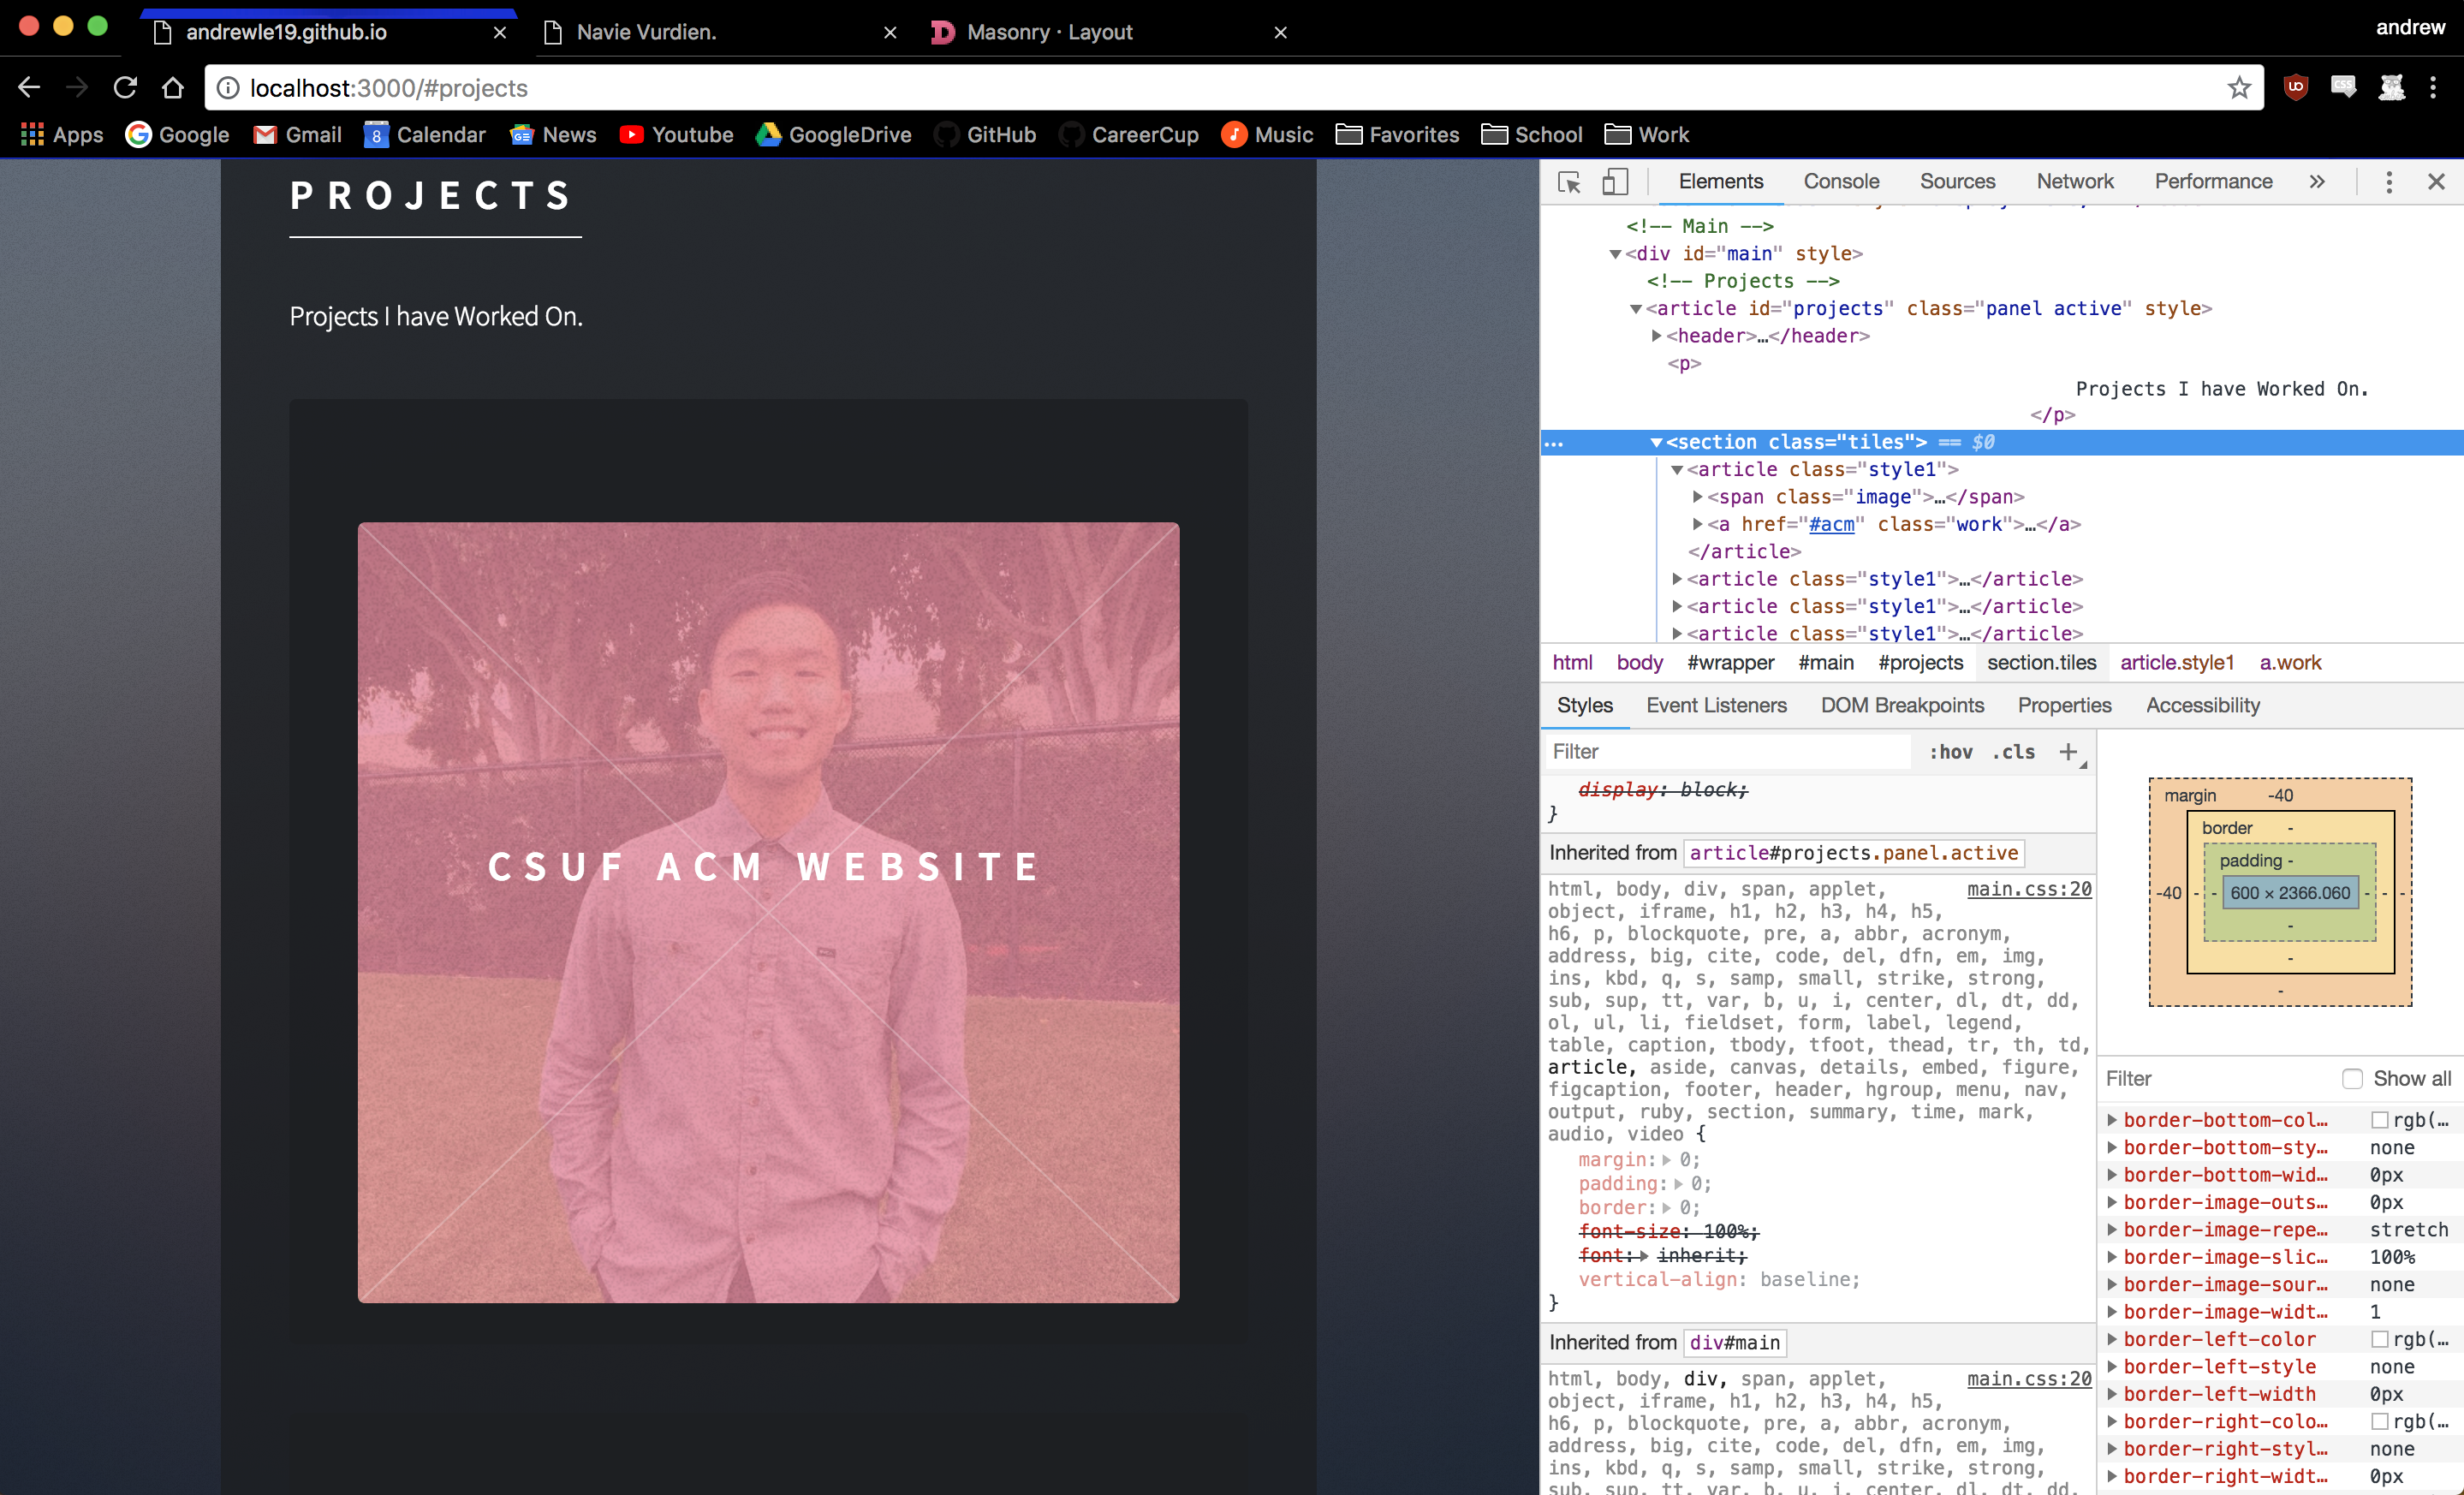 andrewle19.github.io
Navie Vurdien.
Masonry · Layout
andrew
localhost:3000/#projects
Apps Google Gmail 8 Calendar News Youtube GoogleDrive GitHub CareerCup Music Favorites School Work
PROJECTS
Projects I have Worked On.
CSUF ACM WEBSITE
Elements Console Sources Network Performance »
<!-- Main -->
▼<div id="main" style>
<!-- Projects -->
▼<article id="projects" class="panel active" style>
▶<header>…</header>
<p>
Projects I have Worked On.
</p>
… ▼<section class="tiles"> == $0
▼<article class="style1">
▶<span class="image">…</span>
▶<a href="#acm" class="work">…</a>
</article>
▶<article class="style1">…</article>
▶<article class="style1">…</article>
▶<article class="style1">…</article>
html body #wrapper #main #projects section.tiles article.style1 a.work
Styles Event Listeners DOM Breakpoints Properties Accessibility
Filter :hov .cls +
display: block;
}
Inherited from article#projects.panel.active
html, body, div, span, applet, main.css:20
object, iframe, h1, h2, h3, h4, h5,
h6, p, blockquote, pre, a, abbr, acronym,
address, big, cite, code, del, dfn, em, img,
ins, kbd, q, s, samp, small, strike, strong,
sub, sup, tt, var, b, u, i, center, dl, dt, dd,
ol, ul, li, fieldset, form, label, legend,
table, caption, tbody, tfoot, thead, tr, th, td,
article, aside, canvas, details, embed, figure,
figcaption, footer, header, hgroup, menu, nav,
output, ruby, section, summary, time, mark,
audio, video {
margin:▶ 0;
padding:▶ 0;
border:▶ 0;
font-size: 100%;
font:▶ inherit;
vertical-align: baseline;
}
Inherited from div#main
html, body, div, span, applet, main.css:20
object, iframe, h1, h2, h3, h4, h5,
h6, p, blockquote, pre, a, abbr, acronym,
address, big, cite, code, del, dfn, em, img,
ins, kbd, q, s, samp, small, strike, strong,
sub, sup, tt, var, b, u, i, center, dl, dt, dd,
margin -40
border -
padding -
-40 - - 600 × 2366.060 - - -
-
-
-
Filter Show all
▶ border-bottom-col… rgb(…
▶ border-bottom-sty… none
▶ border-bottom-wid… 0px
▶ border-image-outs… 0px
▶ border-image-repe… stretch
▶ border-image-slic… 100%
▶ border-image-sour… none
▶ border-image-widt… 1
▶ border-left-color rgb(…
▶ border-left-style none
▶ border-left-width 0px
▶ border-right-colo… rgb(…
▶ border-right-styl… none
▶ border-right-widt… 0px